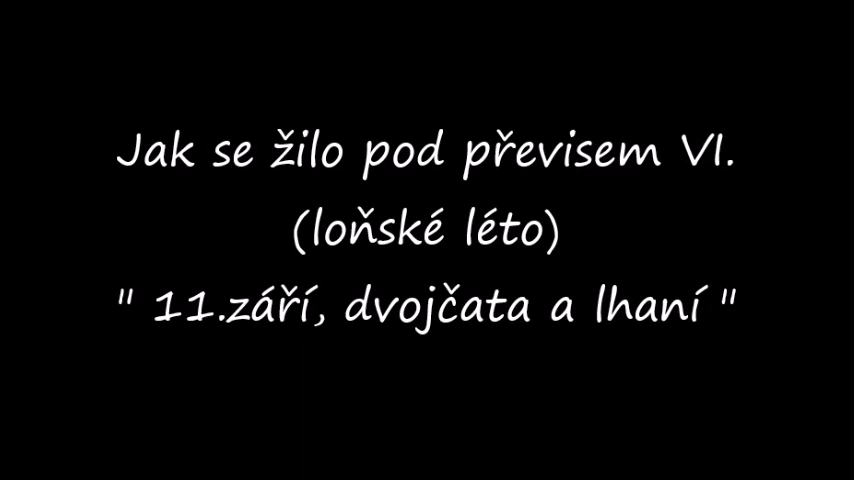 Jak se žilo pod převisem VI.
(loňské léto)
" 11.září, dvojčata a lhaní "